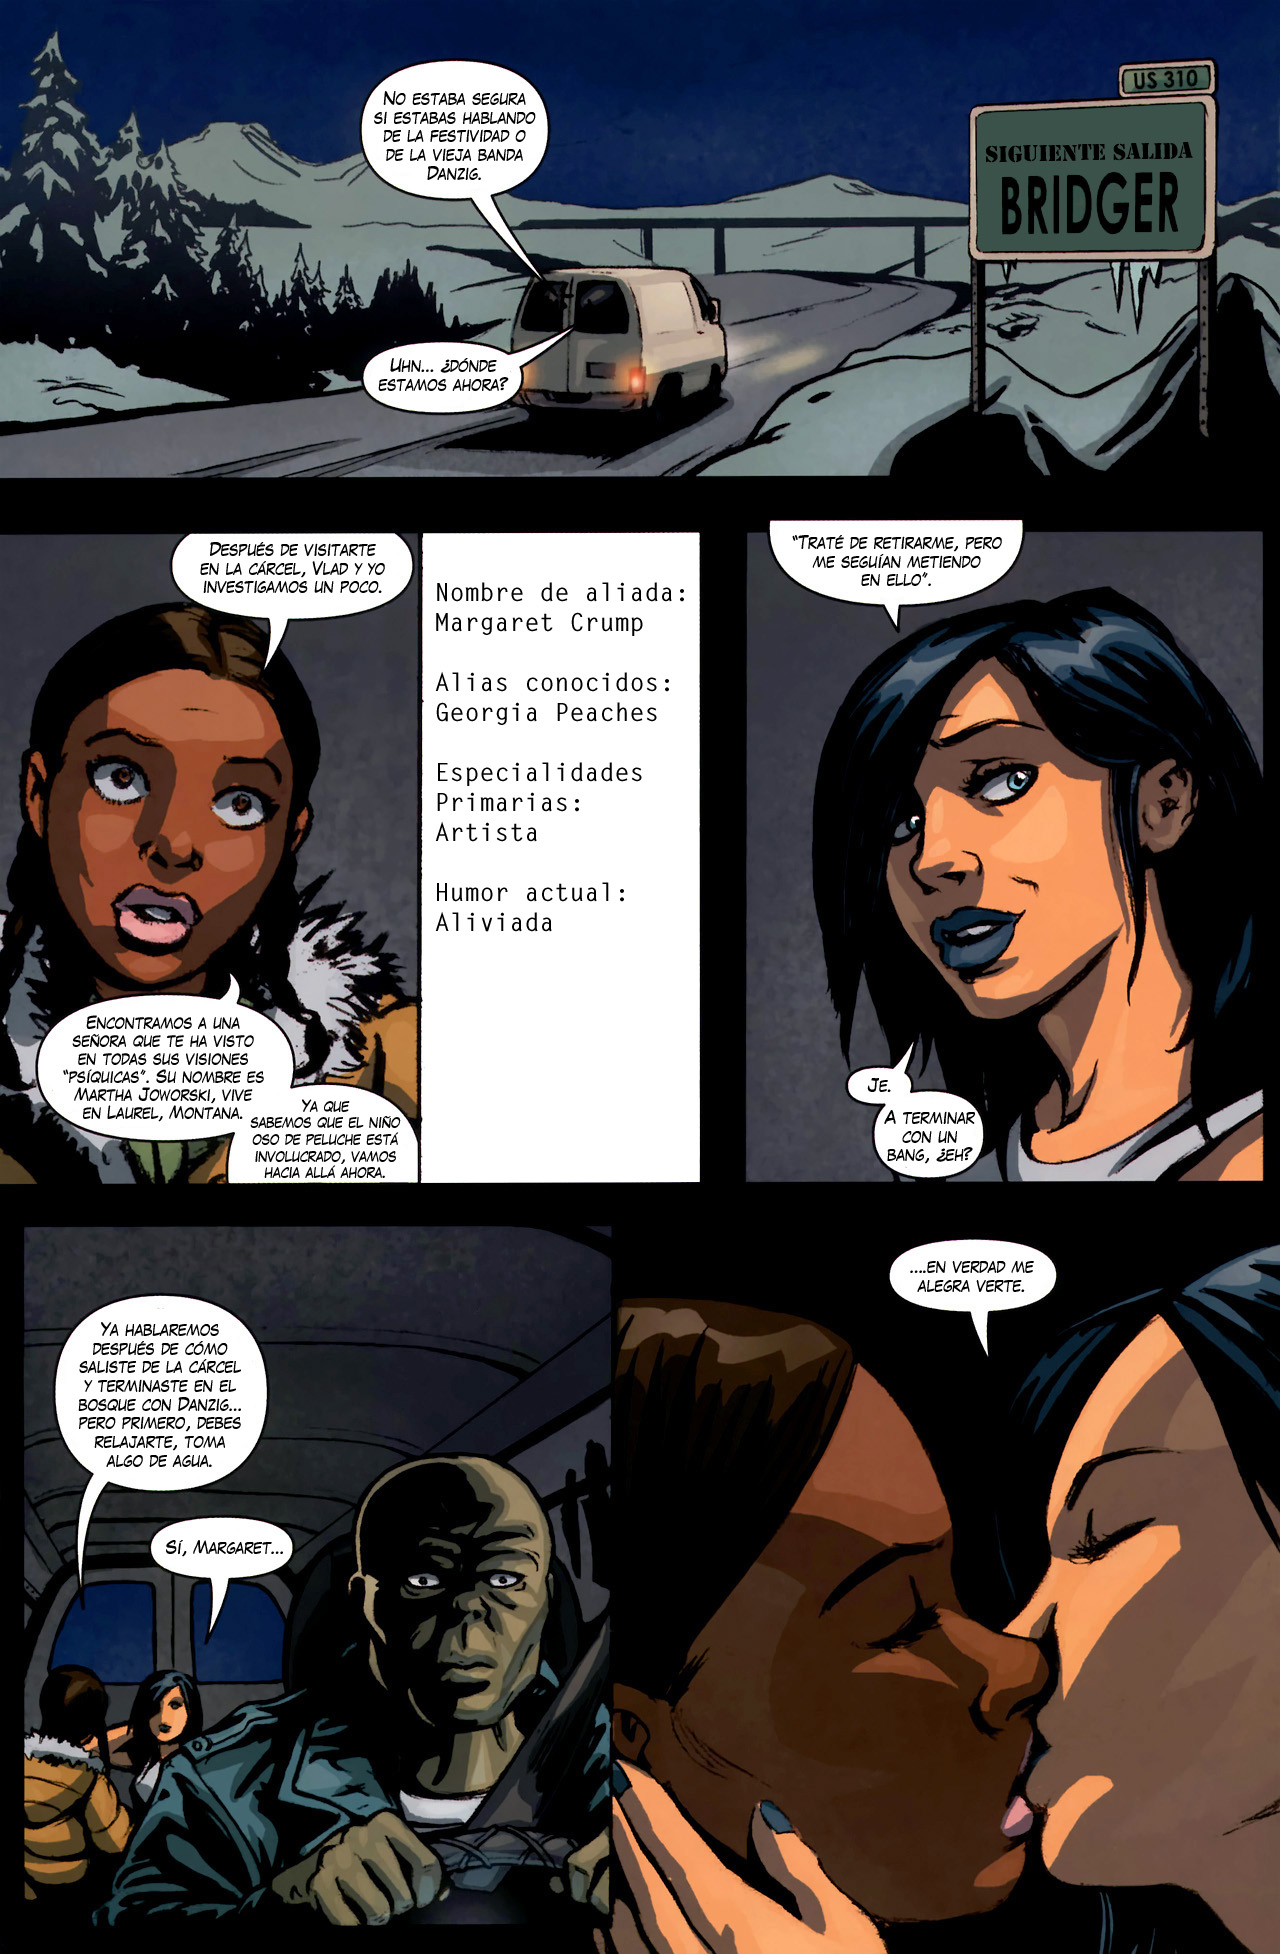 NO ESTABA SEGURA
SI ESTABAS HABLANDO
DE LA FESTIVIDAD O
DE LA VIEJA BANDA
DANZIG.
US 310
SIGUIENTE SALIDA
BRIDGER
UHN... ¿DÓNDE
ESTAMOS AHORA?
DESPUÉS DE VISITARTE
EN LA CÁRCEL, VLAD Y YO
INVESTIGAMOS UN POCO.
ENCONTRAMOS A UNA
SEÑORA QUE TE HA VISTO
EN TODAS SUS VISIONES
"PSÍQUICAS". SU NOMBRE ES
MARTHA JOWORSKI, VIVE
EN LAUREL, MONTANA.
YA QUE
SABEMOS QUE EL NIÑO
OSO DE PELUCHE ESTÁ
INVOLUCRADO, VAMOS
HACIA ALLÁ AHORA.
Nombre de aliada:
Margaret Crump
Alias conocidos:
Georgia Peaches
Especialidades
Primarias:
Artista
Humor actual:
Aliviada
"TRATÉ DE RETIRARME, PERO
ME SEGUÍAN METIENDO
EN ELLO".
JE.
A TERMINAR
CON UN
BANG, ¿EH?
YA HABLAREMOS
DESPUÉS DE CÓMO
SALISTE DE LA CÁRCEL
Y TERMINASTE EN EL
BOSQUE CON DANZIG...
PERO PRIMERO, DEBES
RELAJARTE, TOMA
ALGO DE AGUA.
SÍ, MARGARET...
....EN VERDAD ME
ALEGRA VERTE.